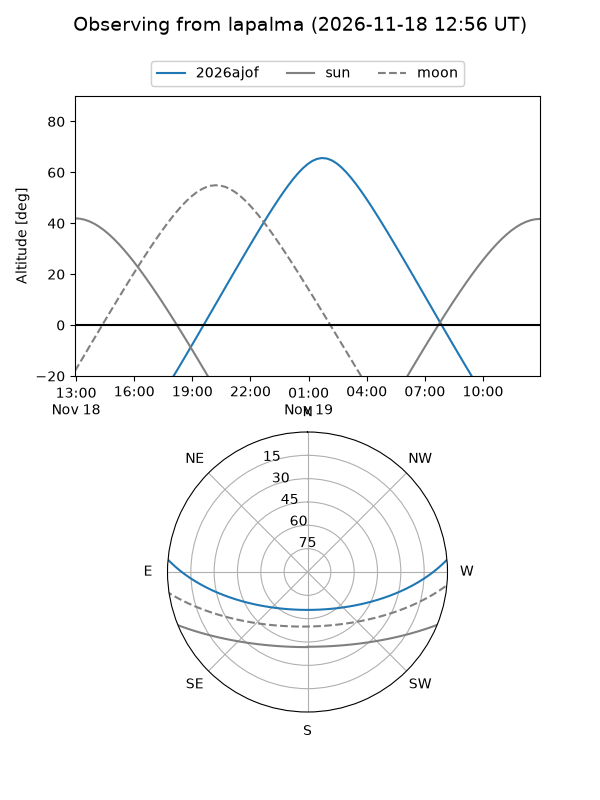 Observing from lapalma (2026-11-18 12:56 UT)
2026ajof sun moon
Altitude [deg]
80
60
40
20
0
−20
13:00 16:00 19:00 22:00 01:00 04:00 07:00 10:00
Nov 18 Nov 19
N
NE NW
15
30
45
60
75
E W
SE SW
S